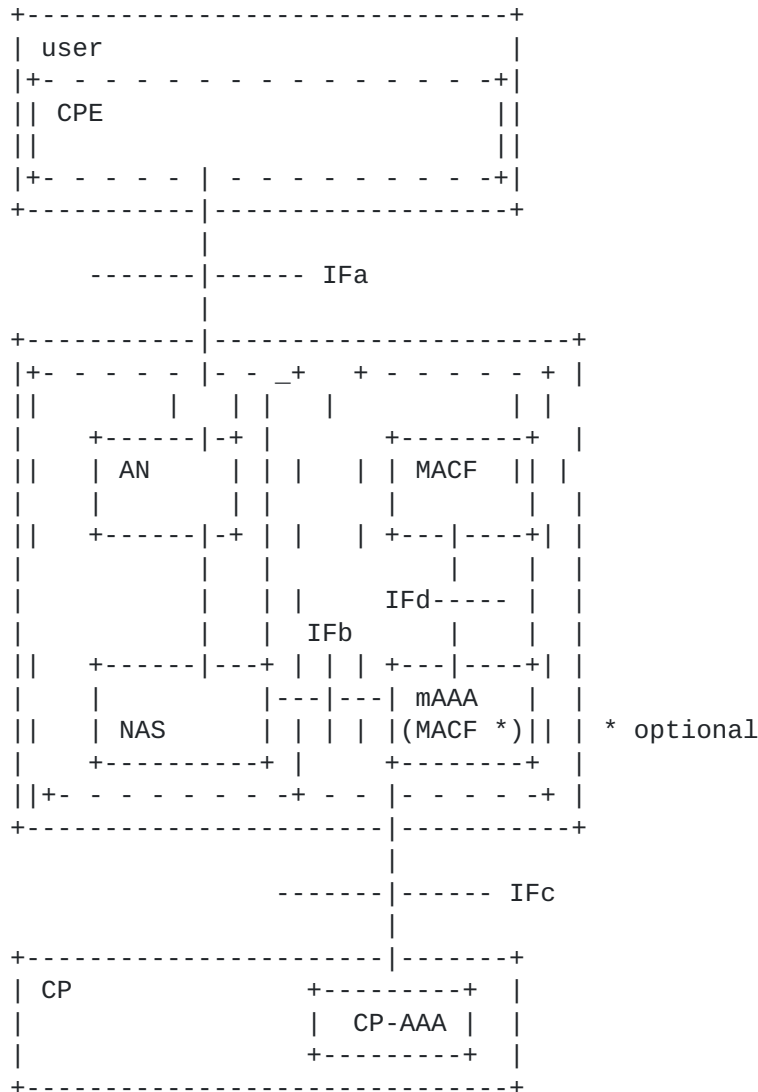 user
CPE
IFa
AN MACF
IFd
IFb
mAAA
NAS (MACF *) * optional
IFc
CP
CP-AAA